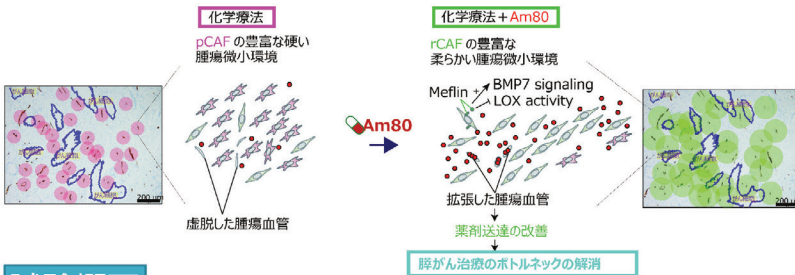 化学療法
pCAF の豊富な硬い
腫瘍微小環境
虚脱した腫瘍血管
200 μm
Am80
化学療法＋Am80
rCAF の豊富な
柔らかい腫瘍微小環境
Meflin
BMP7 signaling
LOX activity
拡張した腫瘍血管
薬剤送達の改善
膵がん治療のボトルネックの解消
200 μm